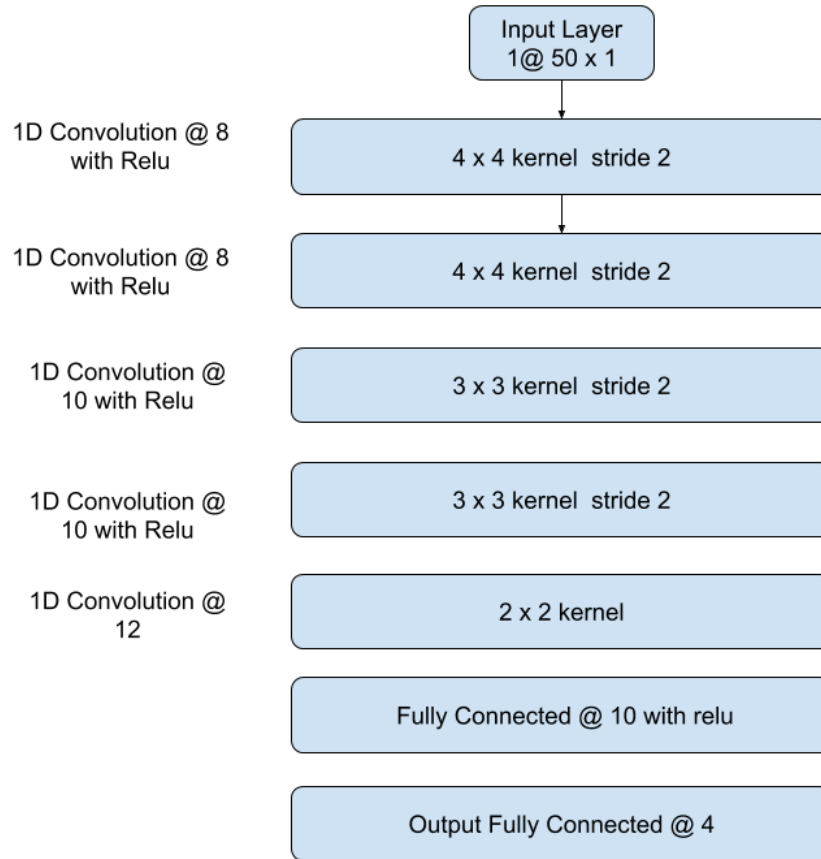 Input Layer
1@ 50 x 1
1D Convolution @ 8
with Relu
4 x 4 kernel  stride 2
1D Convolution @ 8
with Relu
4 x 4 kernel  stride 2
1D Convolution @
10 with Relu
3 x 3 kernel  stride 2
1D Convolution @
10 with Relu
3 x 3 kernel  stride 2
1D Convolution @
12
2 x 2 kernel
Fully Connected @ 10 with relu
Output Fully Connected @ 4